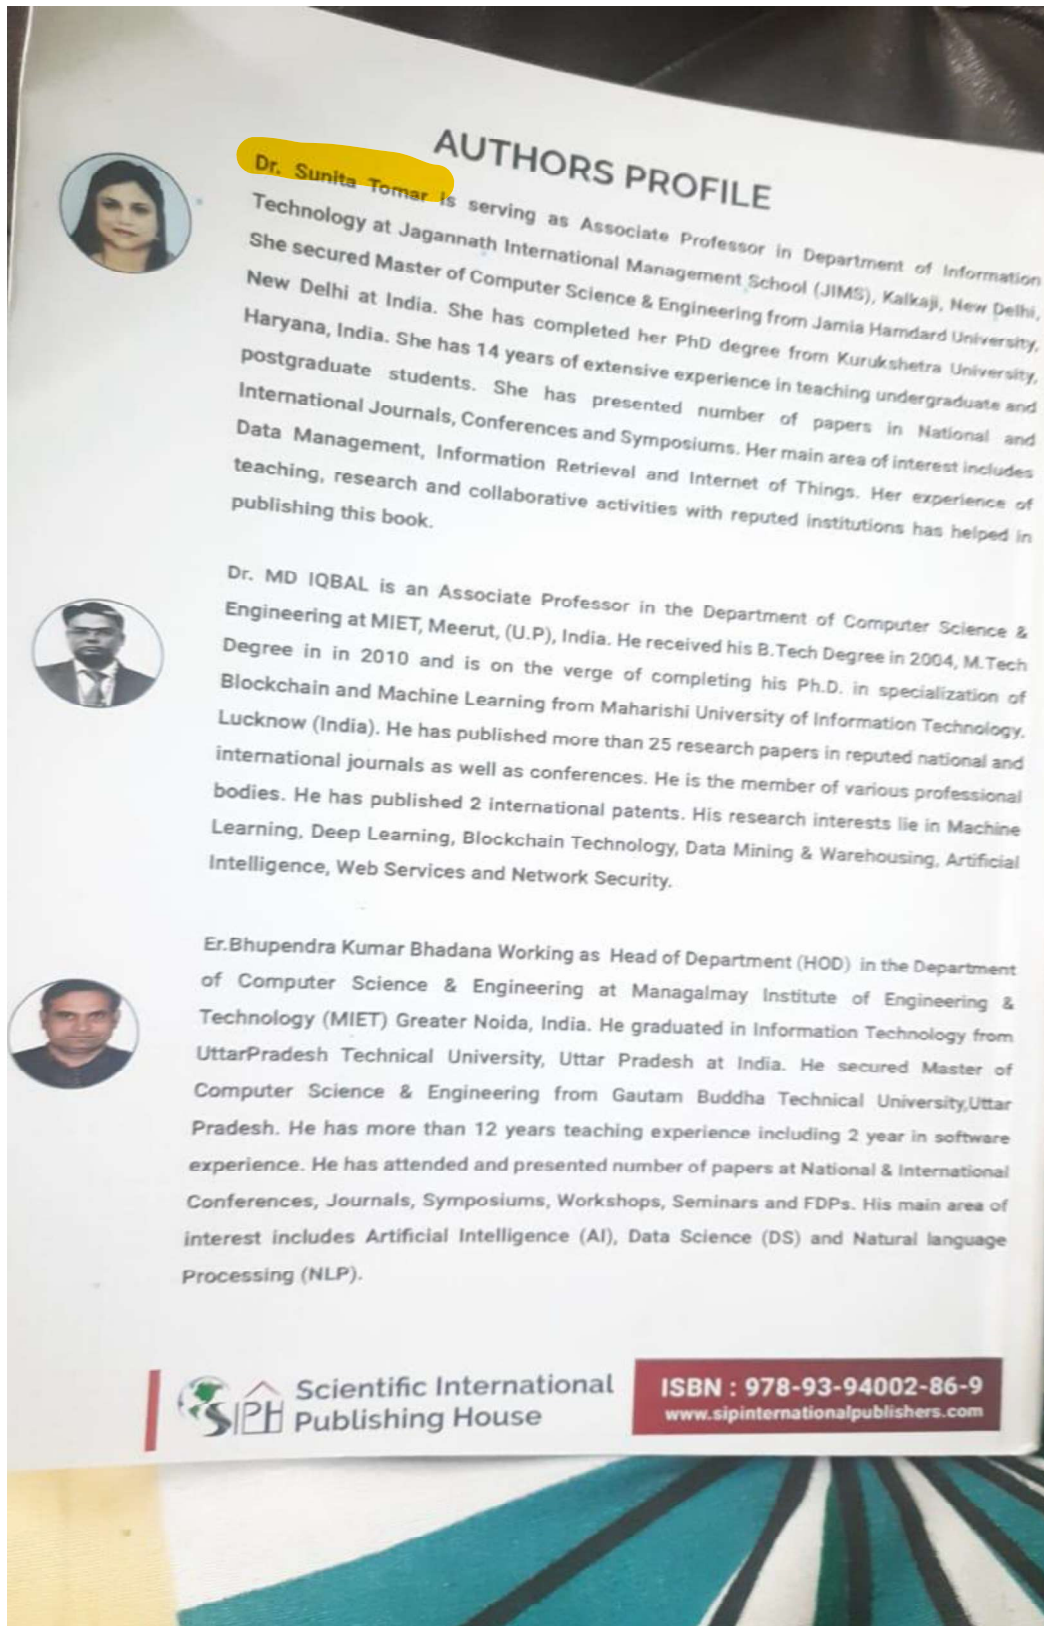 AUTHORS PROFILE
Dr. Sunita Tomar is serving as Associate Professor in Department of Information
Technology at Jagannath International Management School (JIMS), Kalkaji, New Delhi,
She secured Master of Computer Science & Engineering from Jamia Hamdard University,
New Delhi at India. She has completed her PhD degree from Kurukshetra University,
Haryana, India. She has 14 years of extensive experience in teaching undergraduate and
postgraduate students. She has presented number of papers in National and
International Journals, Conferences and Symposiums. Her main area of interest includes
Data Management, Information Retrieval and Internet of Things. Her experience of
teaching, research and collaborative activities with reputed institutions has helped in
publishing this book.
Dr. MD IQBAL is an Associate Professor in the Department of Computer Science &
Engineering at MIET, Meerut, (U.P), India. He received his B.Tech Degree in 2004, M.Tech
Degree in in 2010 and is on the verge of completing his Ph.D. in specialization of
Blockchain and Machine Learning from Maharishi University of Information Technology.
Lucknow (India). He has published more than 25 research papers in reputed national and
international journals as well as conferences. He is the member of various professional
bodies. He has published 2 international patents. His research interests lie in Machine
Learning, Deep Learning, Blockchain Technology, Data Mining & Warehousing, Artificial
Intelligence, Web Services and Network Security.
Er.Bhupendra Kumar Bhadana Working as Head of Department (HOD) in the Department
of Computer Science & Engineering at Managalmay Institute of Engineering &
Technology (MIET) Greater Noida, India. He graduated in Information Technology from
UttarPradesh Technical University, Uttar Pradesh at India. He secured Master of
Computer Science & Engineering from Gautam Buddha Technical University,Uttar
Pradesh. He has more than 12 years teaching experience including 2 year in software
experience. He has attended and presented number of papers at National & International
Conferences, Journals, Symposiums, Workshops, Seminars and FDPs. His main area of
interest includes Artificial Intelligence (AI), Data Science (DS) and Natural language
Processing (NLP).
SIPH
Scientific International
Publishing House
ISBN : 978-93-94002-86-9
www.sipinternationalpublishers.com